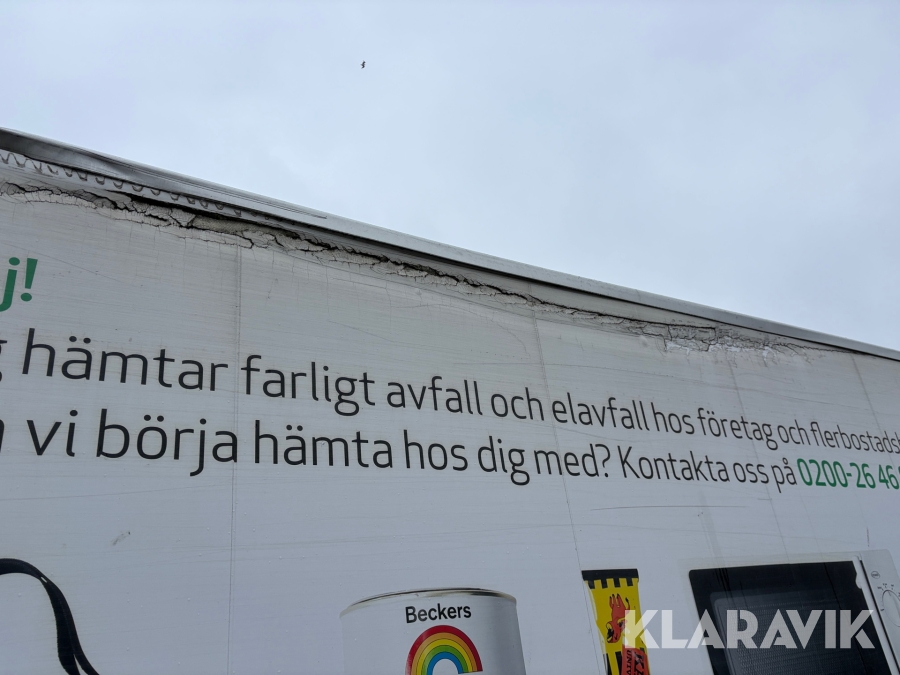 j!
hämtar farligt avfall och elavfall hos företag och flerbostads
vi börja hämta hos dig med? Kontakta oss på 0200-26 46
Beckers
KLARAVIK